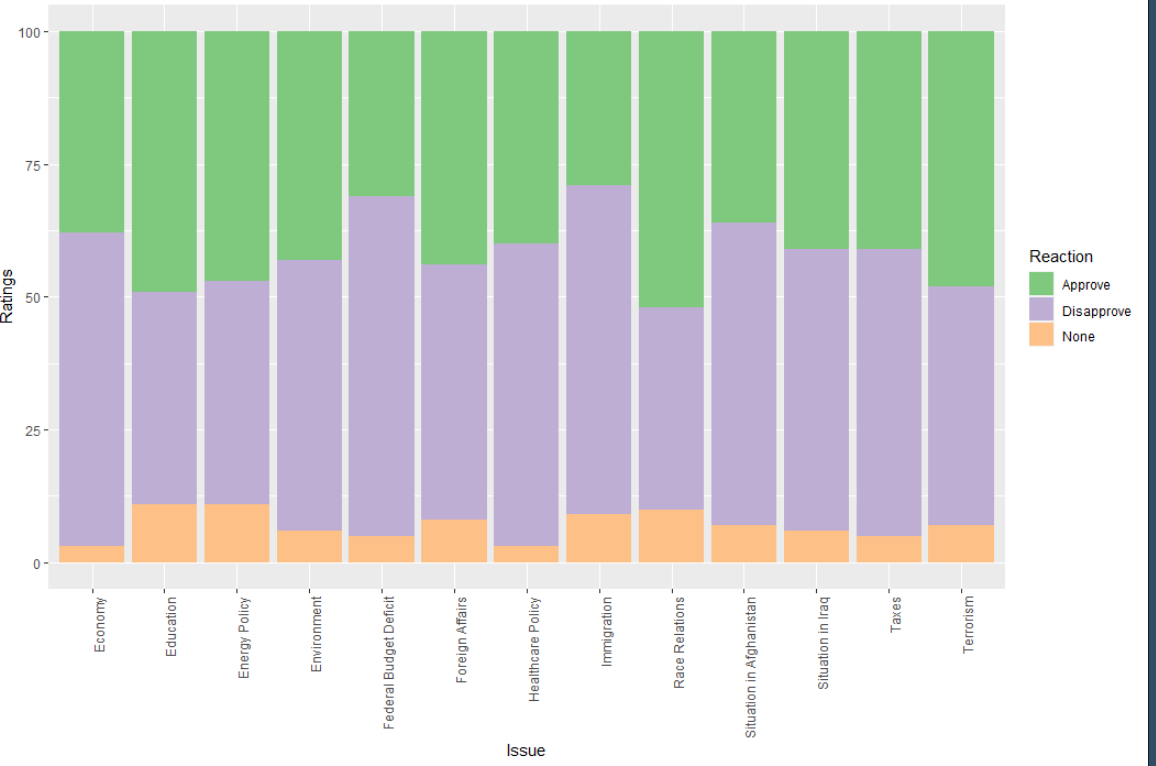 100
75
50
25
0
Ratings
Economy
Education
Energy Policy
Environment
Federal Budget Deficit
Foreign Affairs
Healthcare Policy
Immigration
Race Relations
Situation in Afghanistan
Situation in Iraq
Taxes
Terrorism
Issue
Reaction
Approve
Disapprove
None